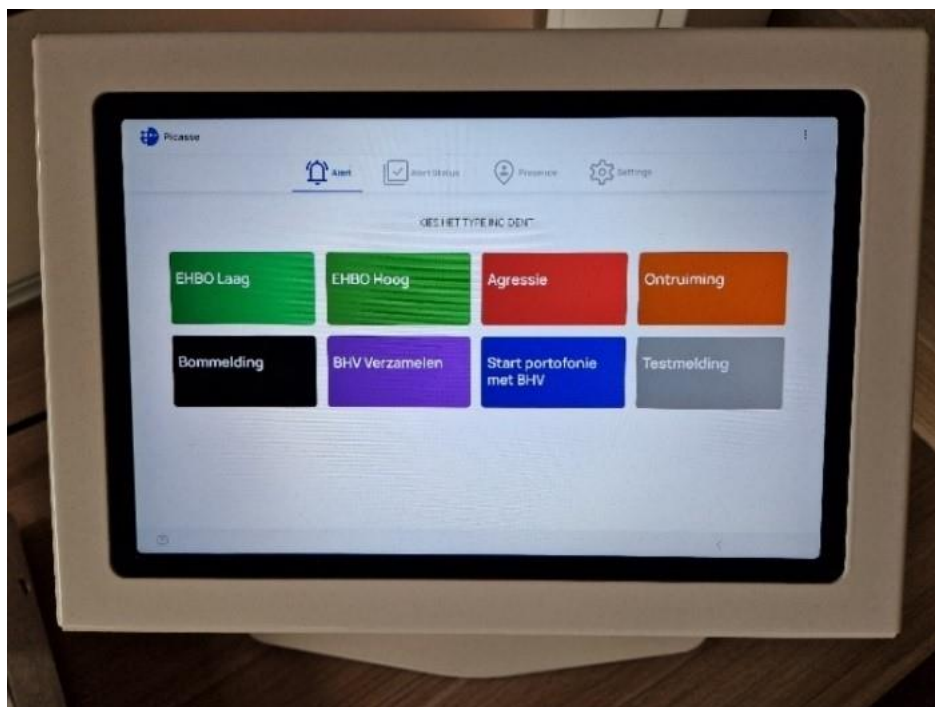 Picasse
Alert
Alert Status
Presence
Settings
KIES HET TYPE INCIDENT
EHBO Laag
EHBO Hoog
Agressie
Ontruiming
Bommelding
BHV Verzamelen
Start portofonie
met BHV
Testmelding